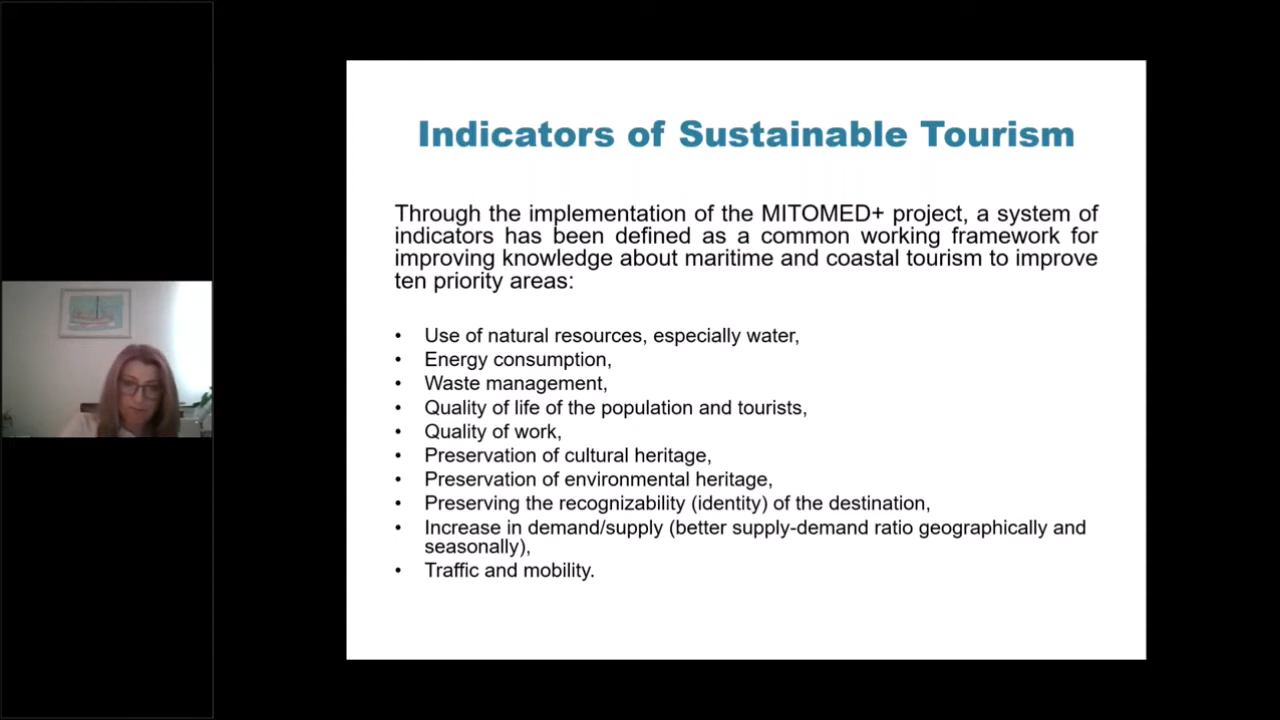 Indicators of Sustainable Tourism
Through the implementation of the MITOMED+ project, a system of
indicators has been defined as a common working framework for
improving knowledge about maritime and coastal tourism to improve
ten priority areas:
• Use of natural resources, especially water,
• Energy consumption,
• Waste management,
• Quality of life of the population and tourists,
• Quality of work,
• Preservation of cultural heritage,
• Preservation of environmental heritage,
• Preserving the recognizability (identity) of the destination,
• Increase in demand/supply (better supply-demand ratio geographically and
seasonally),
• Traffic and mobility.